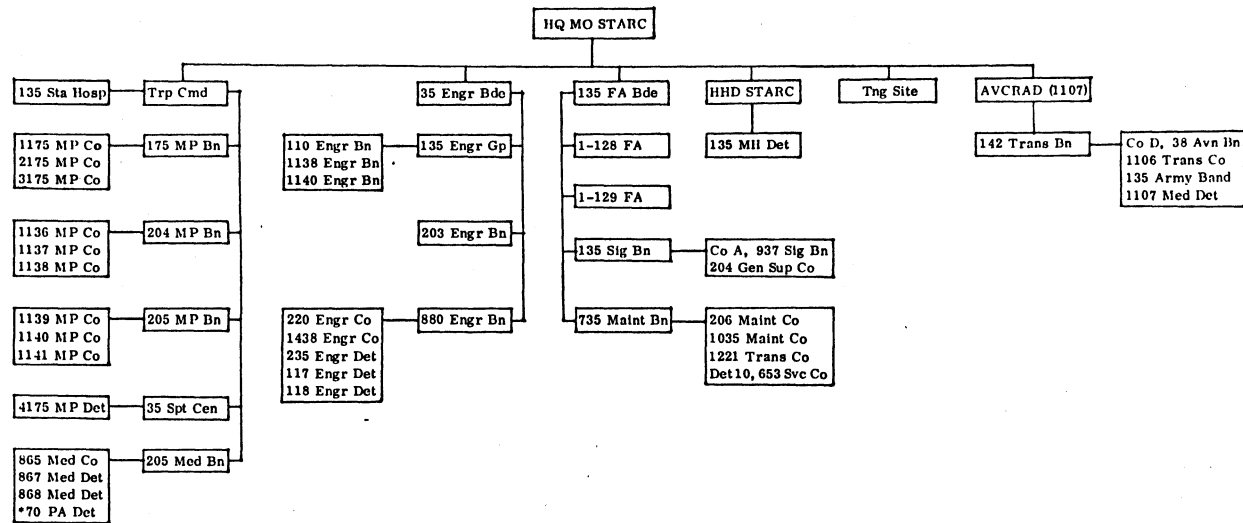 HQ MO STARC
135 Sta Hosp
Trp Cmd
35 Engr Bde
135 FA Bde
HHD STARC
Tng Site
AVCRAD (1107)
1175 MP Co
2175 MP Co
3175 MP Co
175 MP Bn
110 Engr Bn
1138 Engr Bn
1140 Engr Bn
135 Engr Gp
1-128 FA
135 MH Det
142 Trans Bn
Co D, 38 Avn Bn
1106 Trans Co
135 Army Band
1107 Med Det
1-129 FA
1136 MP Co
1137 MP Co
1138 MP Co
204 MP Bn
203 Engr Bn
135 Sig Bn
Co A, 937 Sig Bn
204 Gen Sup Co
1139 MP Co
1140 MP Co
1141 MP Co
205 MP Bn
220 Engr Co
1438 Engr Co
235 Engr Det
117 Engr Det
118 Engr Det
880 Engr Bn
735 Maint Bn
206 Maint Co
1035 Maint Co
1221 Trans Co
Det 10, 653 Svc Co
4175 MP Det
35 Spt Cen
865 Med Co
867 Med Det
868 Med Det
*70 PA Det
205 Med Bn